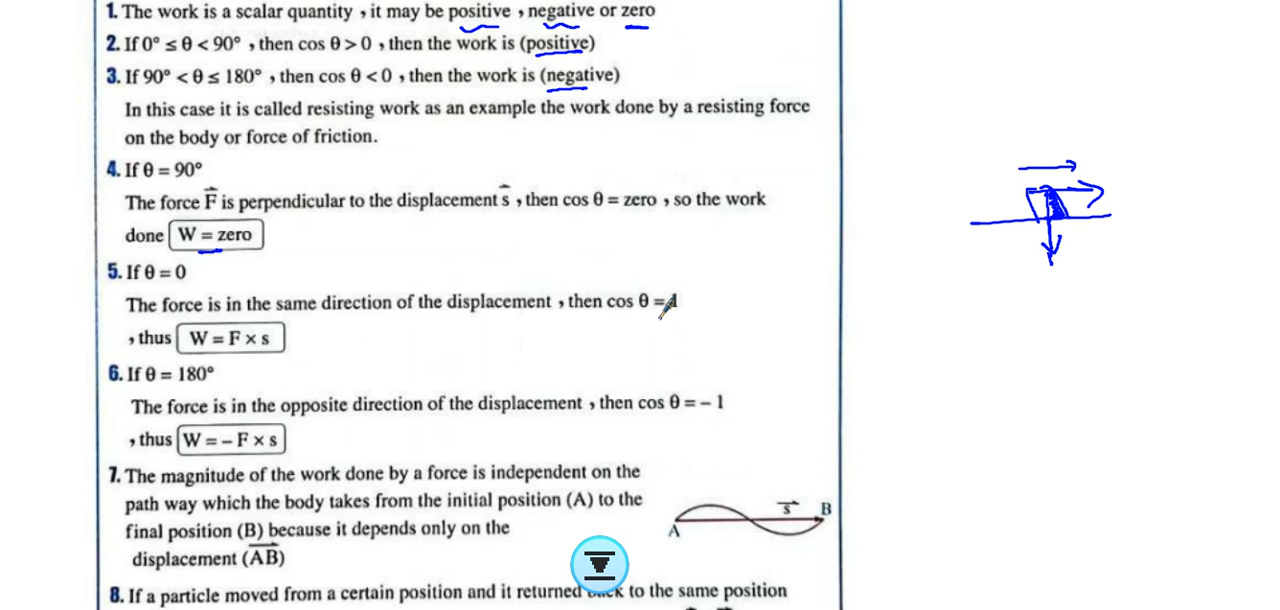 1. The work is a scalar quantity , it may be positive , negative or zero
2. If 0° ≤ θ < 90° , then cos θ > 0 , then the work is (positive)
3. If 90° < θ ≤ 180° , then cos θ < 0 , then the work is (negative)
In this case it is called resisting work as an example the work done by a resisting force
on the body or force of friction.
4. If θ = 90°
The force F is perpendicular to the displacement s , then cos θ = zero , so the work
done W = zero
5. If θ = 0
The force is in the same direction of the displacement , then cos θ =
, thus W = F × s
6. If θ = 180°
The force is in the opposite direction of the displacement , then cos θ = – 1
, thus W = – F × s
7. The magnitude of the work done by a force is independent on the
path way which the body takes from the initial position (A) to the
final position (B) because it depends only on the
displacement (AB)
s B
A
8. If a particle moved from a certain position and it returned to the same position